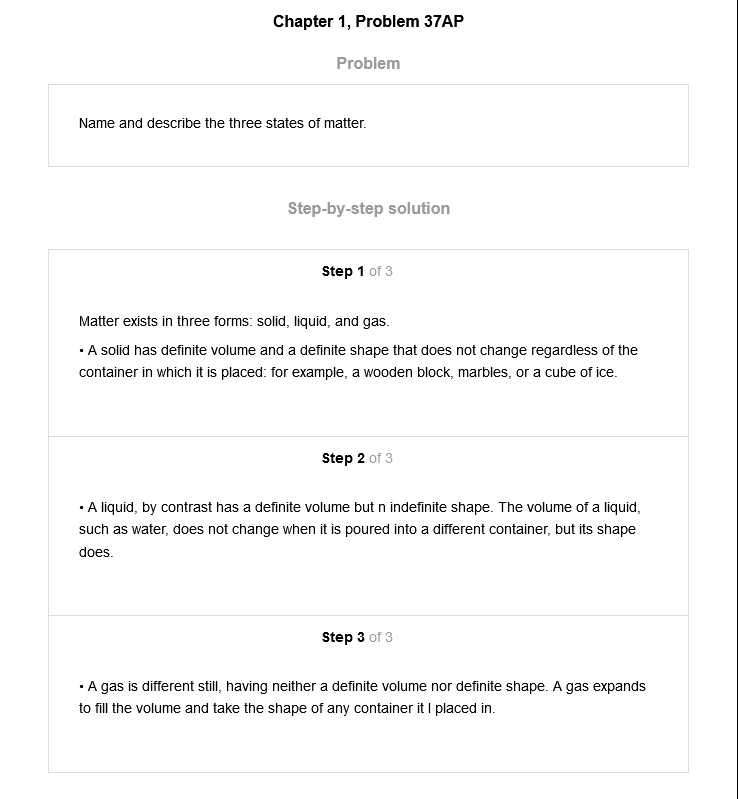 Chapter 1, Problem 37AP
Problem
Name and describe the three states of matter.
Step-by-step solution
Step 1 of 3
Matter exists in three forms: solid, liquid, and gas.
• A solid has definite volume and a definite shape that does not change regardless of the
container in which it is placed: for example, a wooden block, marbles, or a cube of ice.
Step 2 of 3
• A liquid, by contrast has a definite volume but n indefinite shape. The volume of a liquid,
such as water, does not change when it is poured into a different container, but its shape
does.
Step 3 of 3
• A gas is different still, having neither a definite volume nor definite shape. A gas expands
to fill the volume and take the shape of any container it I placed in.